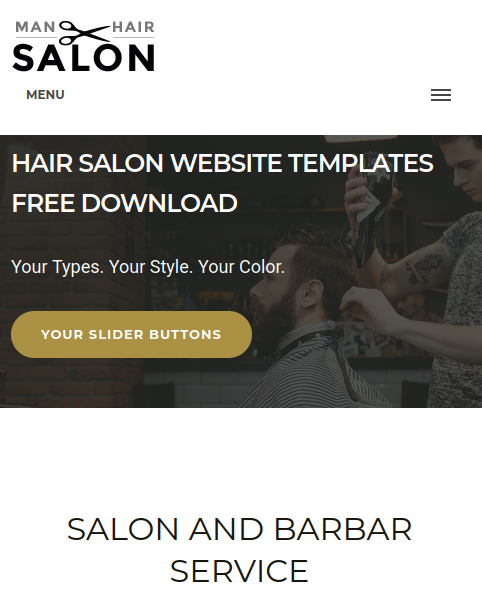 MAN HAIR
SALON
MENU
HAIR SALON WEBSITE TEMPLATES
FREE DOWNLOAD
Your Types. Your Style. Your Color.
YOUR SLIDER BUTTONS
SALON AND BARBAR
SERVICE